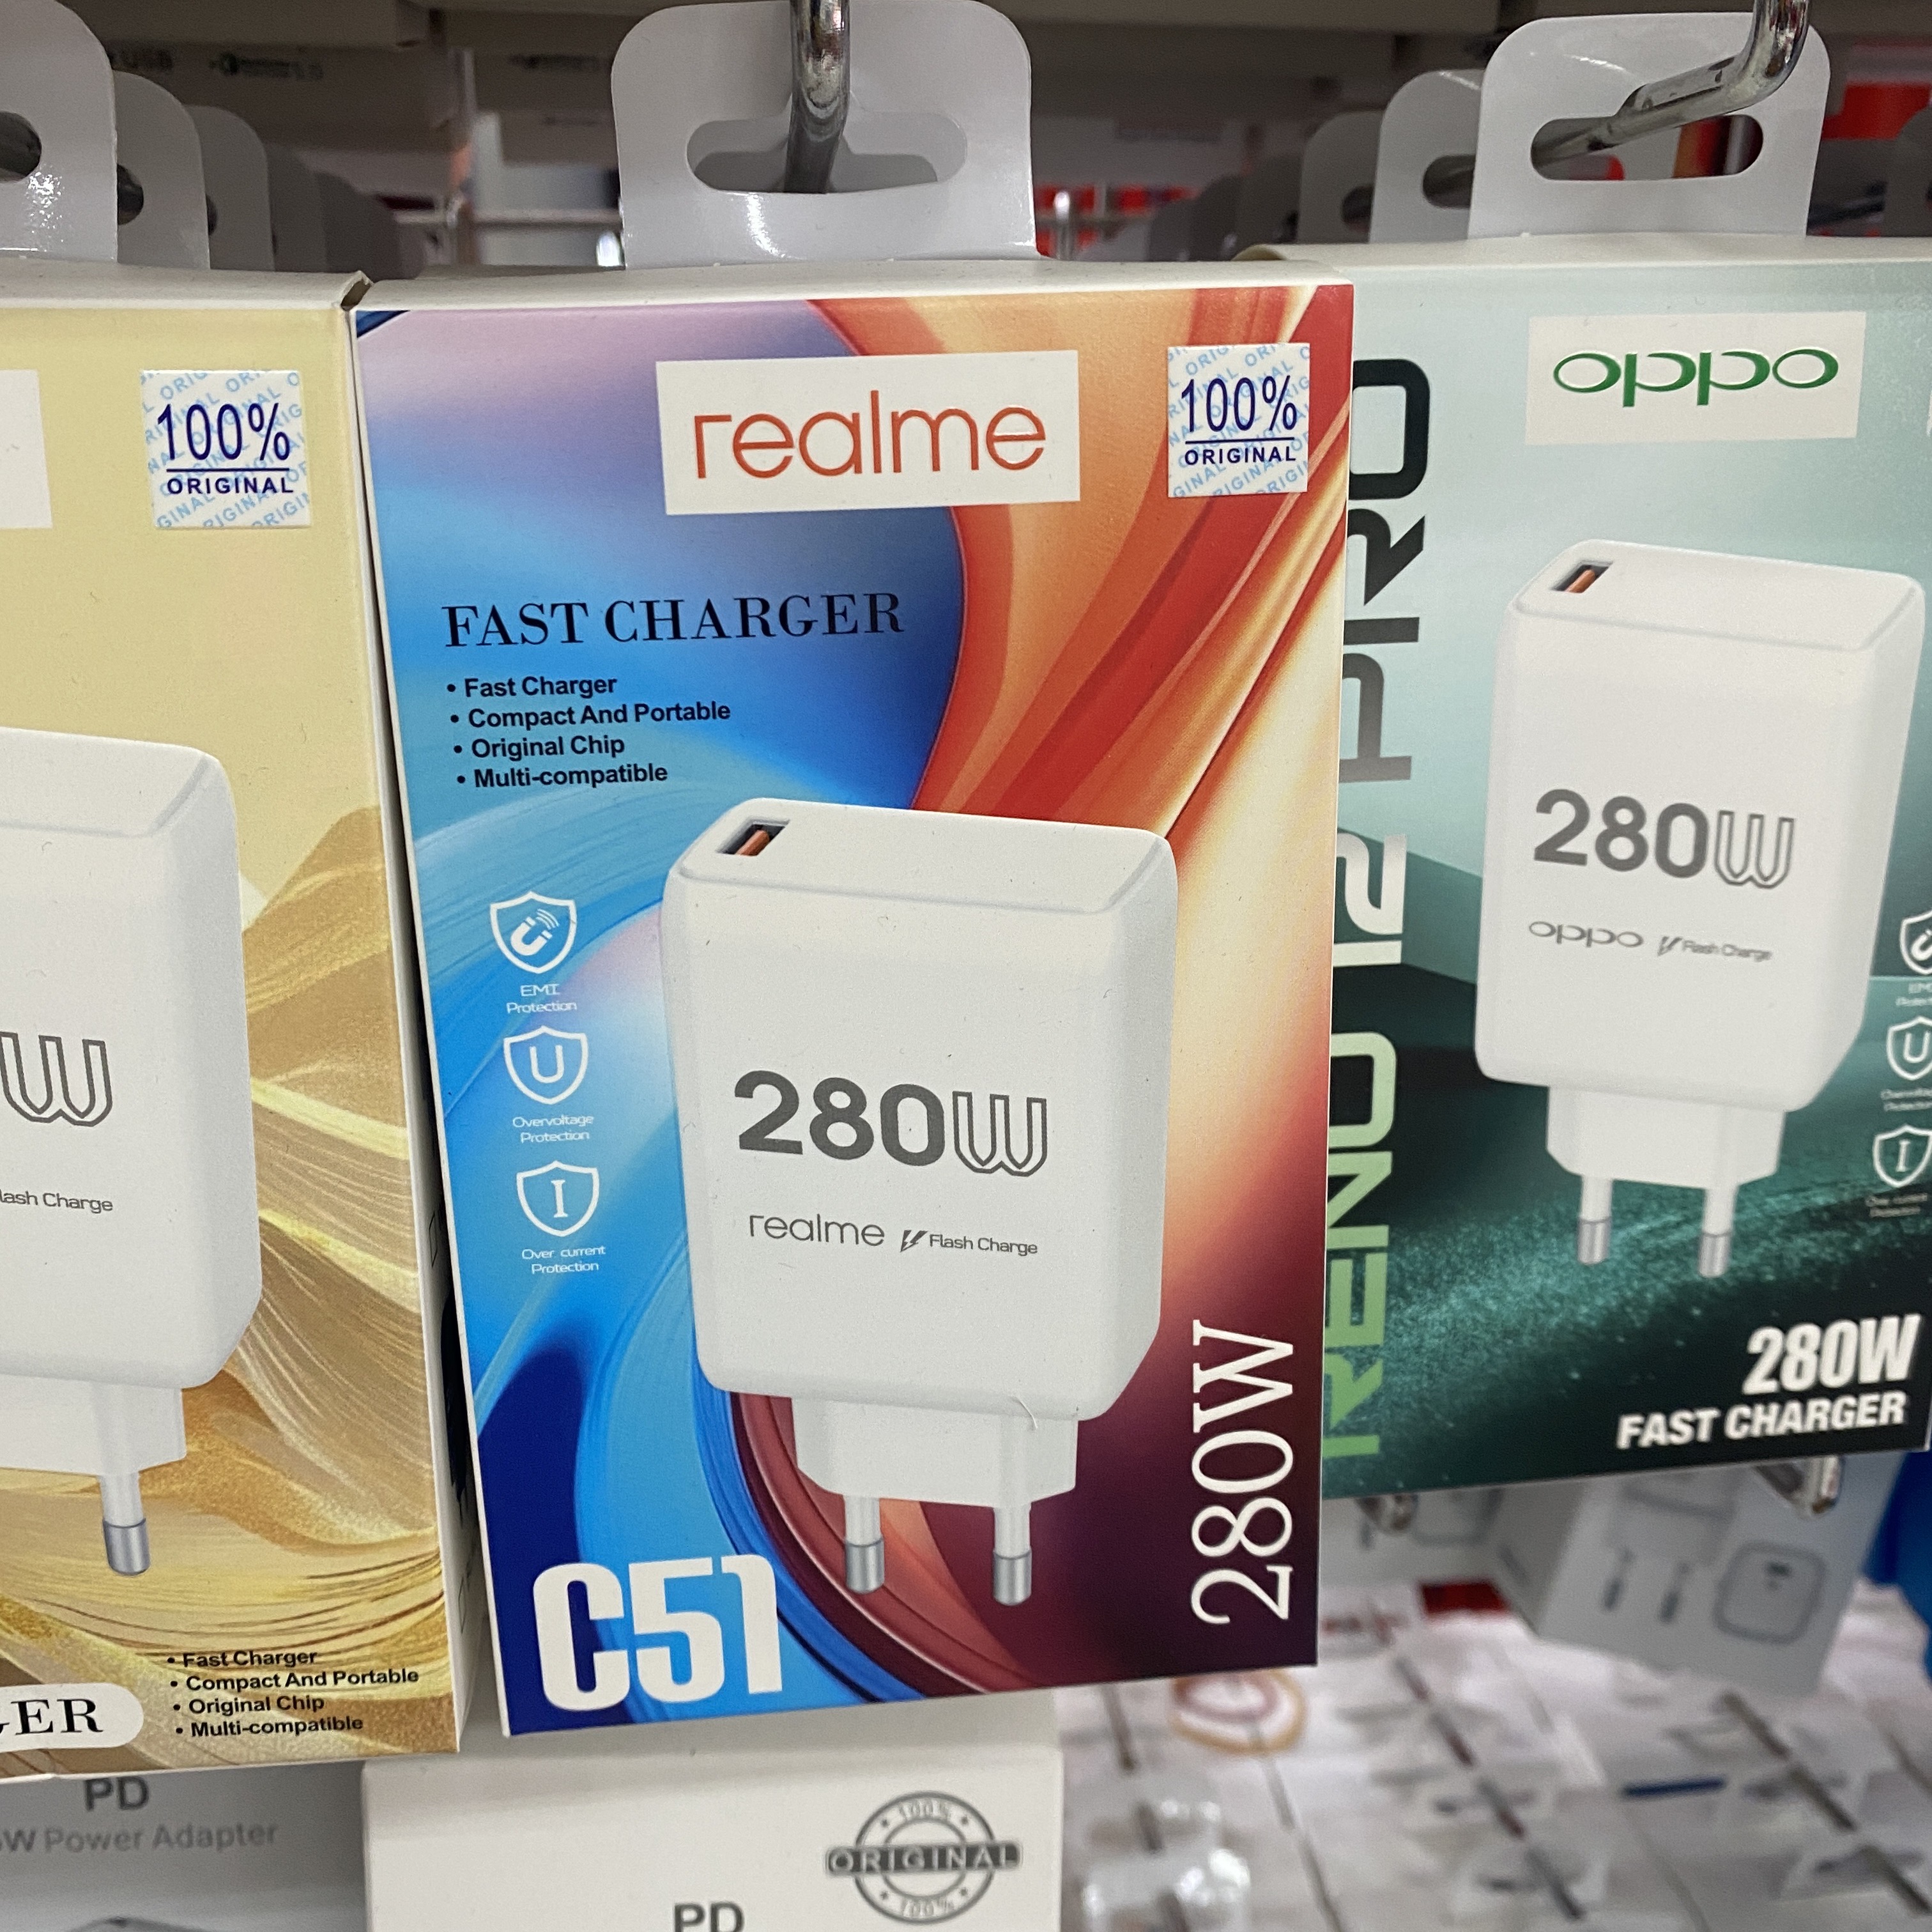 100%
ORIGINAL
W
lash Charge
GER
• Fast Charger
• Compact And Portable
• Original Chip
• Multi-compatible
realme
100%
ORIGINAL
FAST CHARGER
• Fast Charger
• Compact And Portable
• Original Chip
• Multi-compatible
EMI
Protection
U
Overvoltage
Protection
I
Over current
Protection
280W
realme Flash Charge
C51
280W
oppo
RENO 12 PRO
280W
oppo Flash Charge
U
I
280W
FAST CHARGER
PD
W Power Adapter
100%
ORIGINAL
100%
PD